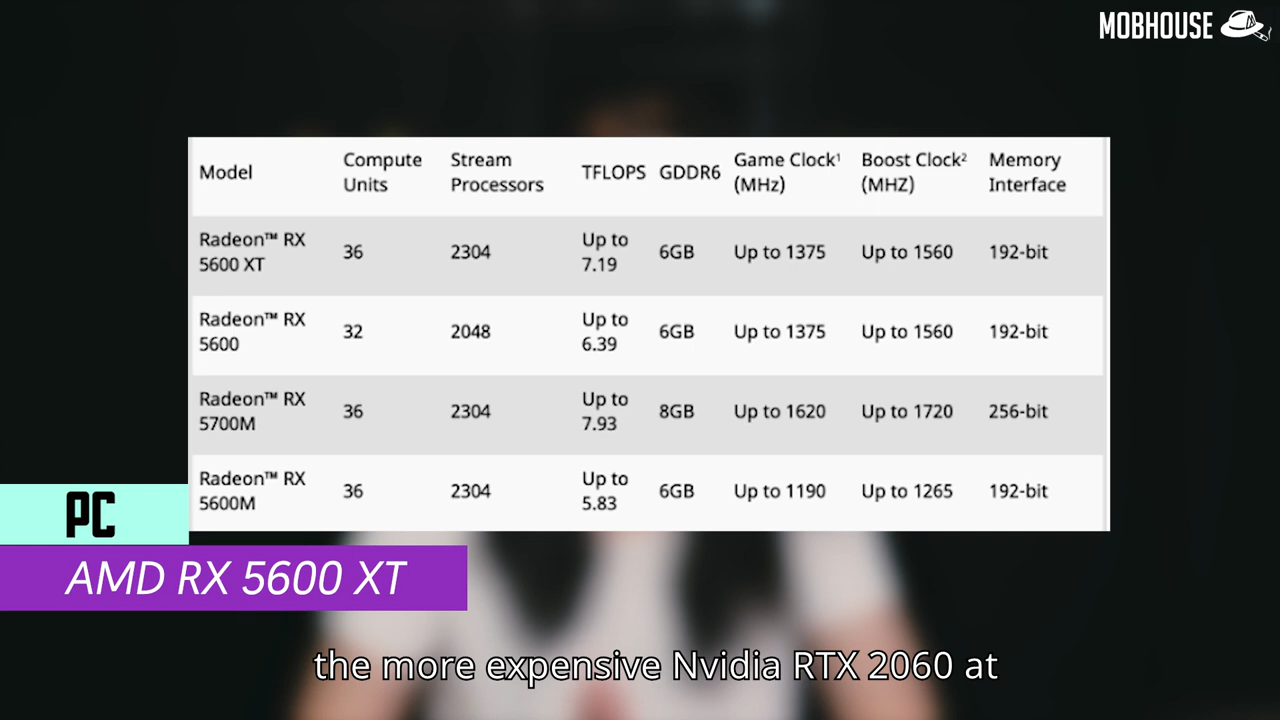 MOBHOUSE
Model Compute Units Stream Processors TFLOPS GDDR6 Game Clock¹ (MHz) Boost Clock² (MHZ) Memory Interface
Radeon™ RX 5600 XT 36 2304 Up to 7.19 6GB Up to 1375 Up to 1560 192-bit
Radeon™ RX 5600 32 2048 Up to 6.39 6GB Up to 1375 Up to 1560 192-bit
Radeon™ RX 5700M 36 2304 Up to 7.93 8GB Up to 1620 Up to 1720 256-bit
Radeon™ RX 5600M 36 2304 Up to 5.83 6GB Up to 1190 Up to 1265 192-bit
PC
AMD RX 5600 XT
the more expensive Nvidia RTX 2060 at